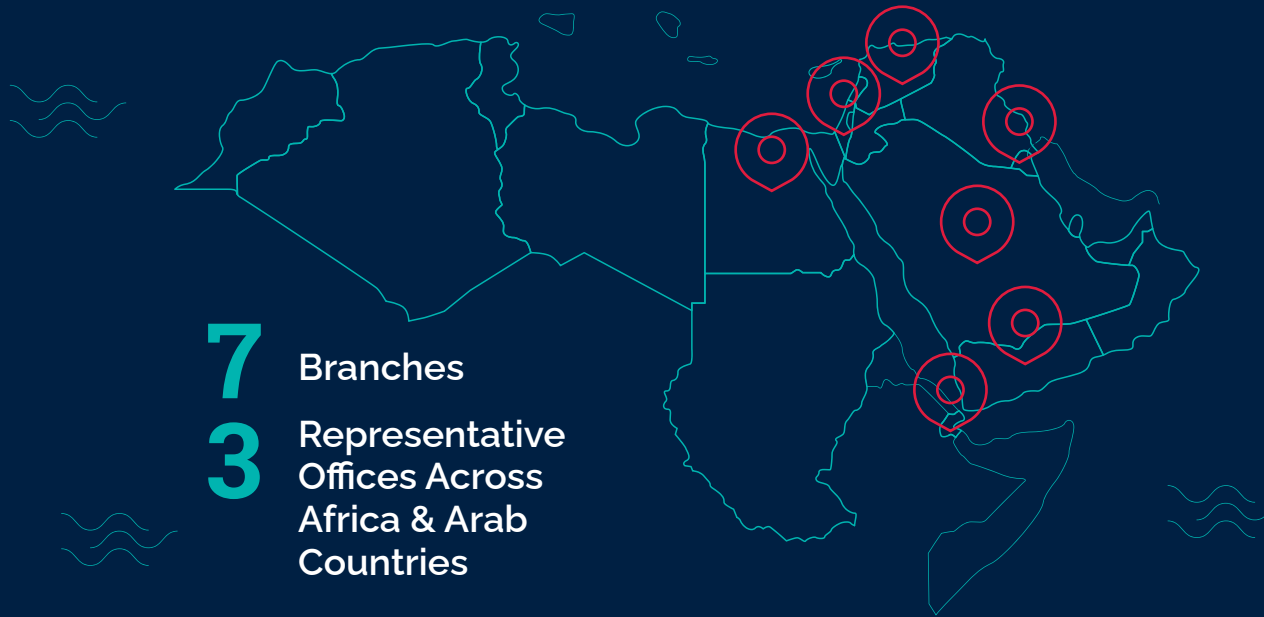 7
Branches
3
Representative
Offices Across
Africa & Arab
Countries